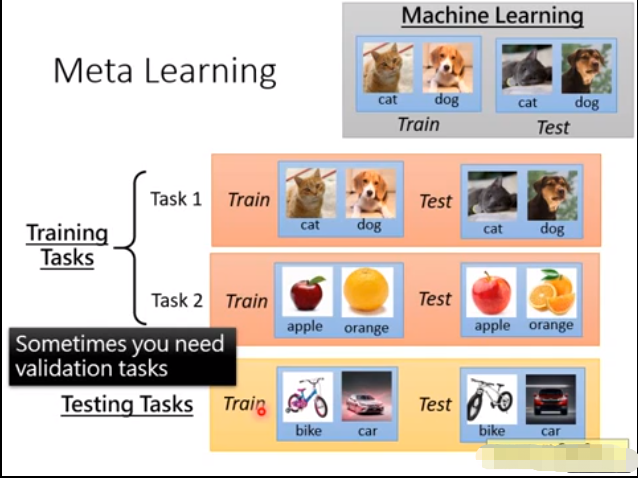 Machine Learning
Meta Learning
cat dog cat dog
Train Test
Task 1 Train cat dog Test cat dog
Training
Tasks
Task 2 Train apple orange Test apple orange
Sometimes you need
validation tasks
Testing Tasks Train bike car Test bike car